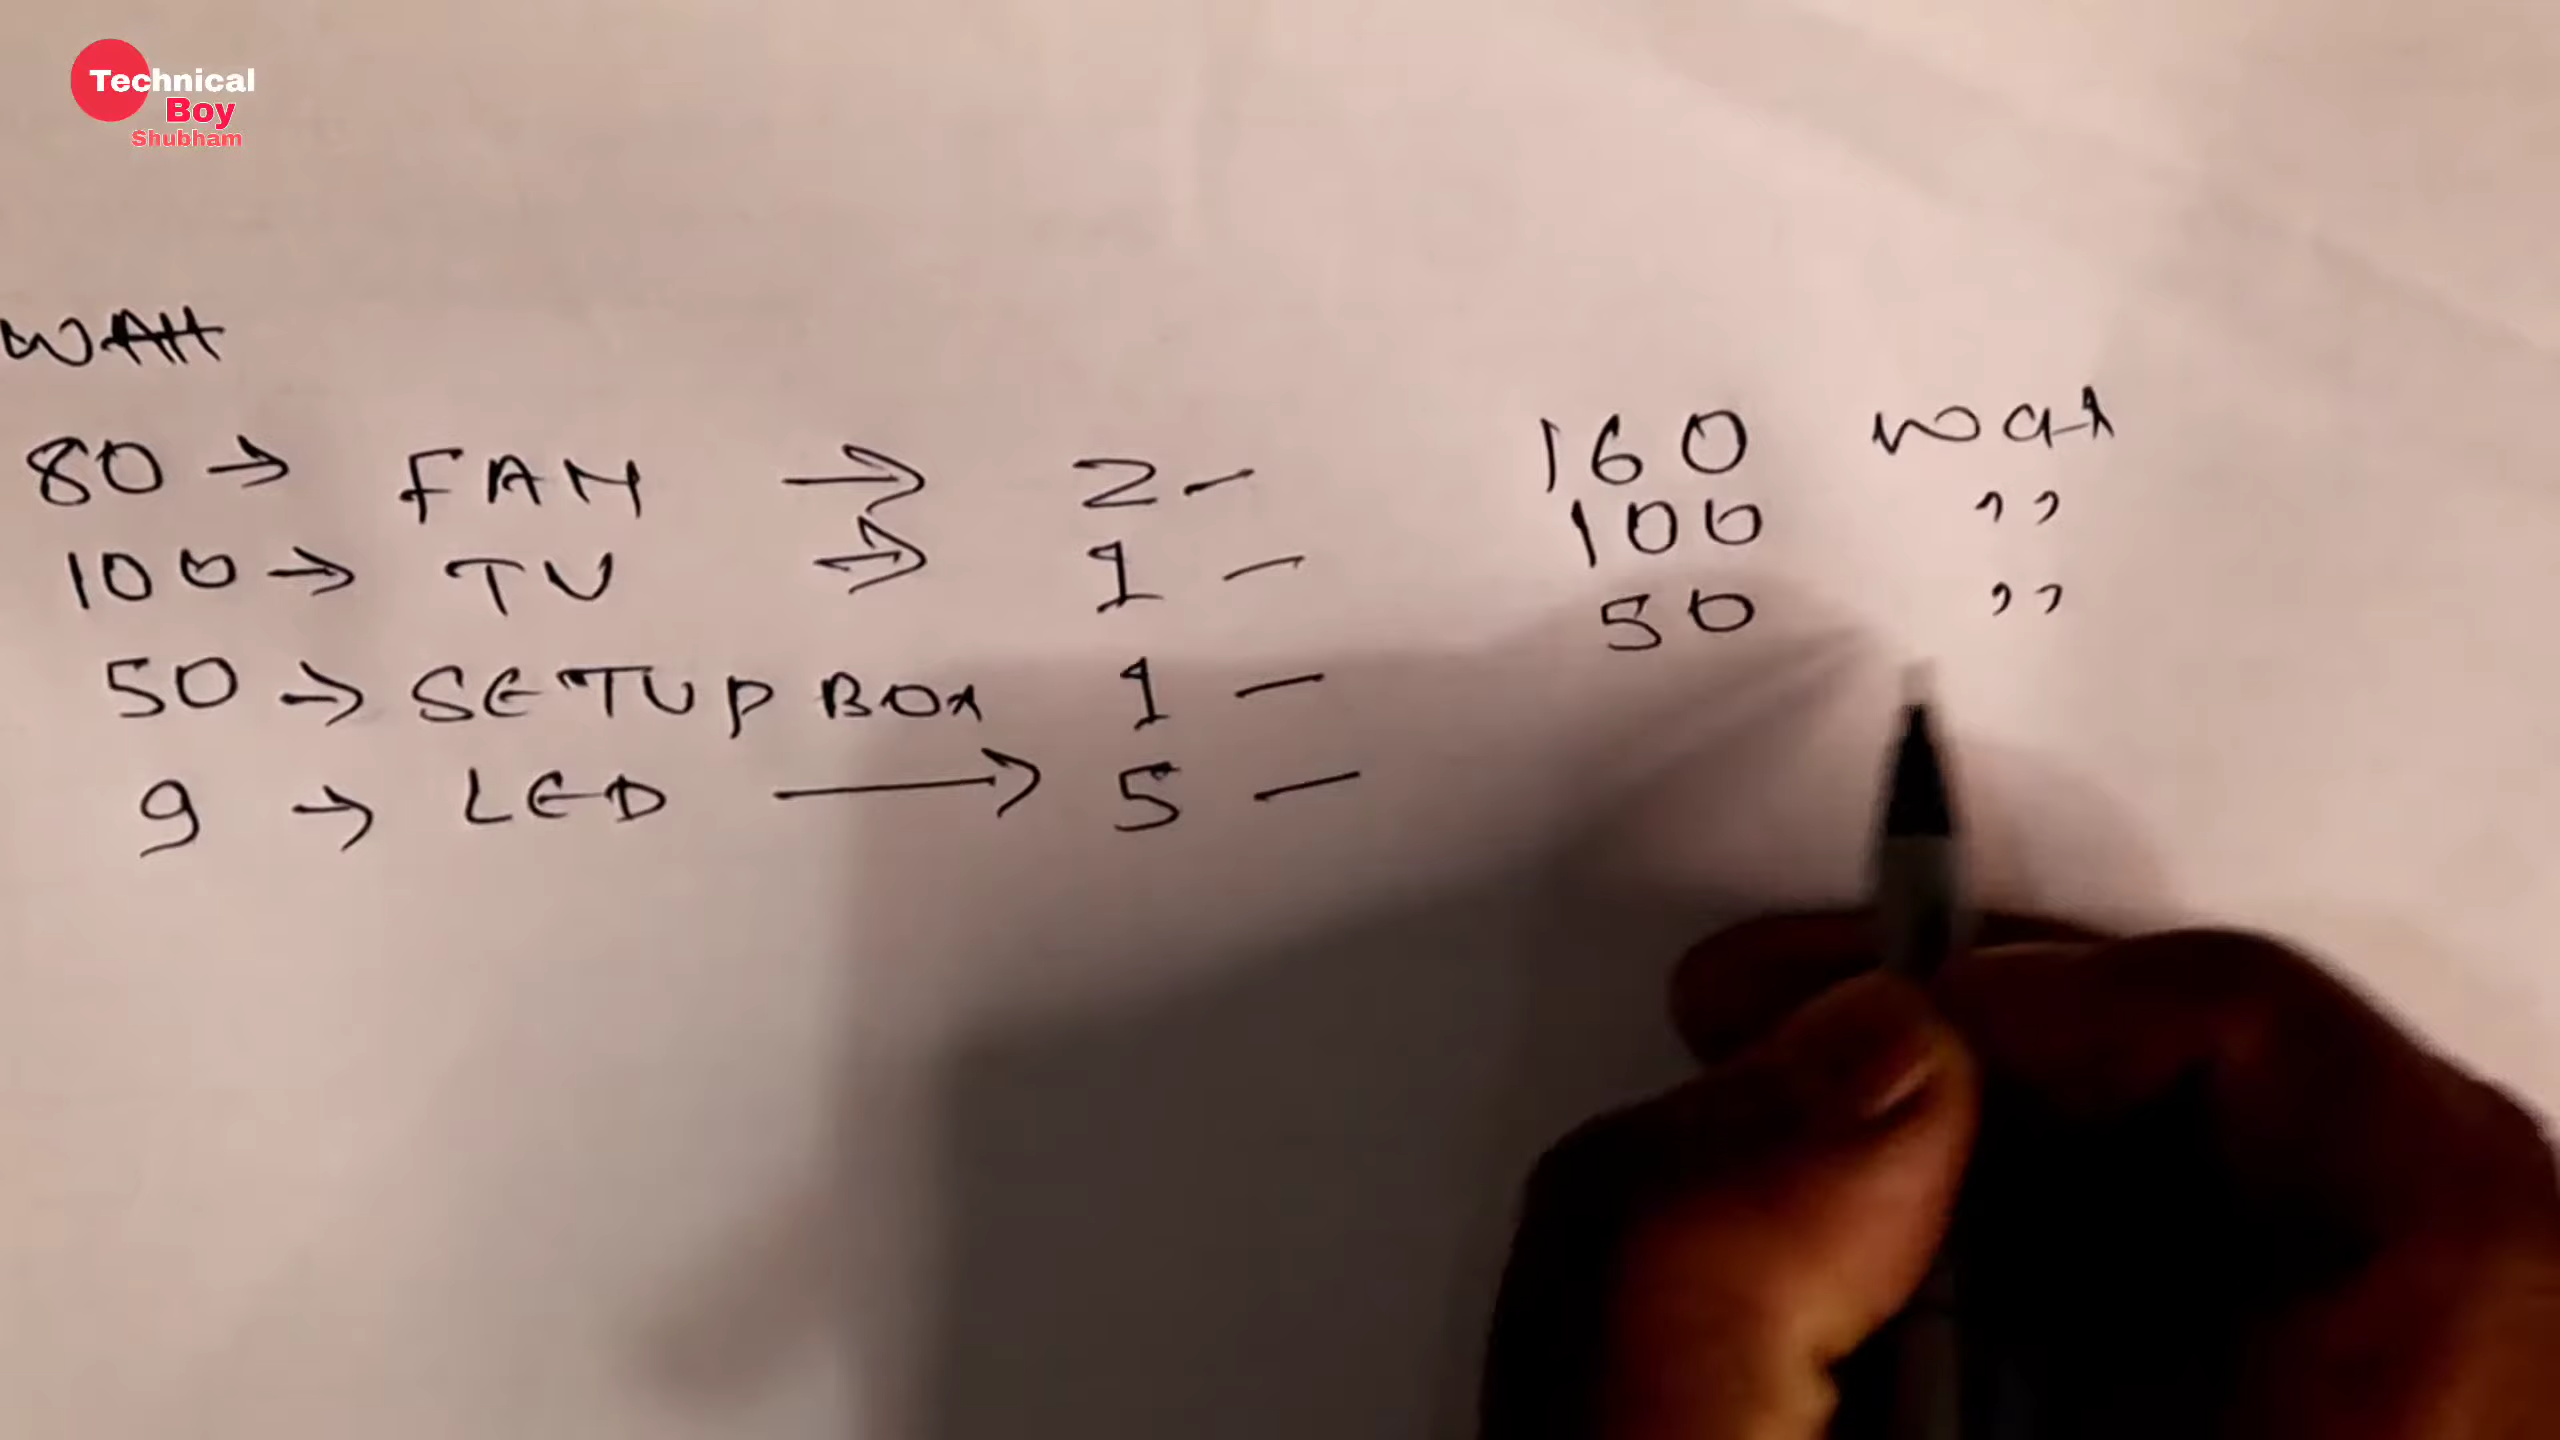 Technical
Boy
Shubham
WATT
80 → FAN → 2 - 160 wat
100 → TV → 1 - 100 ,,
50 → SETUP BOX 1 - 50 ,,
9 → LED → 5 -